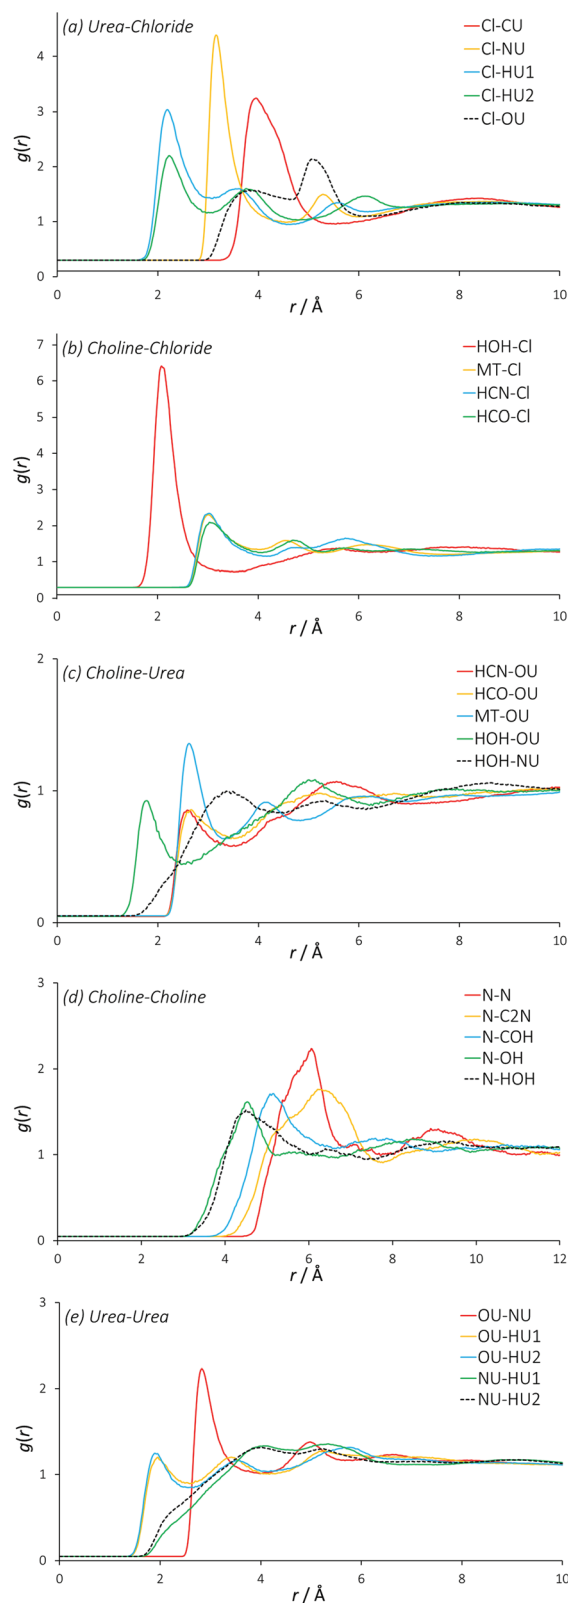 (a) Urea-Chloride
Cl-CU
Cl-NU
Cl-HU1
Cl-HU2
Cl-OU
g(r)
4
3
2
1
0
0 2 4 6 8 10
r / Å
(b) Choline-Chloride
HOH-Cl
MT-Cl
HCN-Cl
HCO-Cl
g(r)
7
6
5
4
3
2
1
0
0 2 4 6 8 10
r / Å
(c) Choline-Urea
HCN-OU
HCO-OU
MT-OU
HOH-OU
HOH-NU
g(r)
2
1
0
0 2 4 6 8 10
r / Å
(d) Choline-Choline
N-N
N-C2N
N-COH
N-OH
N-HOH
g(r)
3
2
1
0
0 2 4 6 8 10 12
r / Å
(e) Urea-Urea
OU-NU
OU-HU1
OU-HU2
NU-HU1
NU-HU2
g(r)
3
2
1
0
0 2 4 6 8 10
r / Å